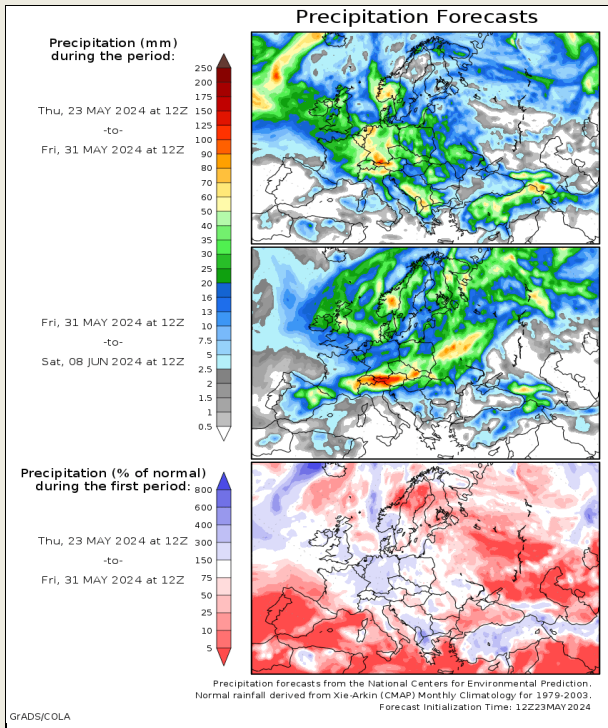 Precipitation Forecasts
Precipitation (mm)
during the period:
Thu, 23 MAY 2024 at 12Z
-to-
Fri, 31 MAY 2024 at 12Z
250
200
175
150
125
100
90
80
70
60
50
40
35
30
25
20
16
13
10
7.5
5
2.5
2
1.5
1
0.5
Fri, 31 MAY 2024 at 12Z
-to-
Sat, 08 JUN 2024 at 12Z
Precipitation (% of normal)
during the first period:
Thu, 23 MAY 2024 at 12Z
-to-
Fri, 31 MAY 2024 at 12Z
800
600
400
300
150
75
50
25
10
5
Precipitation forecasts from the National Centers for Environmental Prediction.
Normal rainfall derived from Xie-Arkin (CMAP) Monthly Climatology for 1979-2003.
Forecast Initialization Time: 12Z23MAY2024
GrADS/COLA